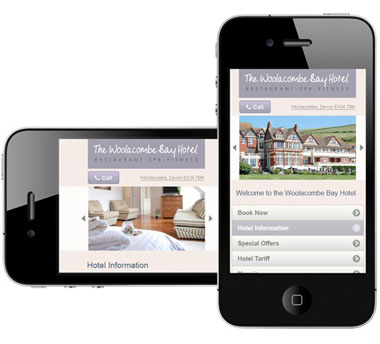 The Woolacombe Bay Hotel
RESTAURANT · SPA · FITNESS
Call
Woolacombe, Devon EX34 7BN
Hotel Information
The Woolacombe Bay Hotel
RESTAURANT · SPA · FITNESS
Call
Woolacombe, Devon EX34 7BN
Welcome to the Woolacombe Bay Hotel
Book Now
Hotel Information
Special Offers
Hotel Tariff